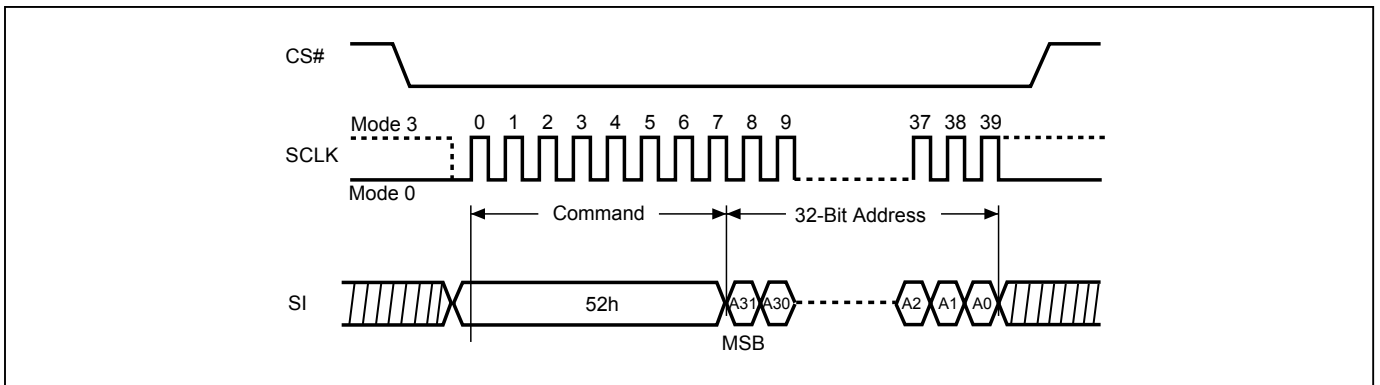 CS#
Mode 3
0 1 2 3 4 5 6 7 8 9 37 38 39
SCLK
Mode 0
Command
32-Bit Address
SI
52h
A31 A30 A2 A1 A0
MSB